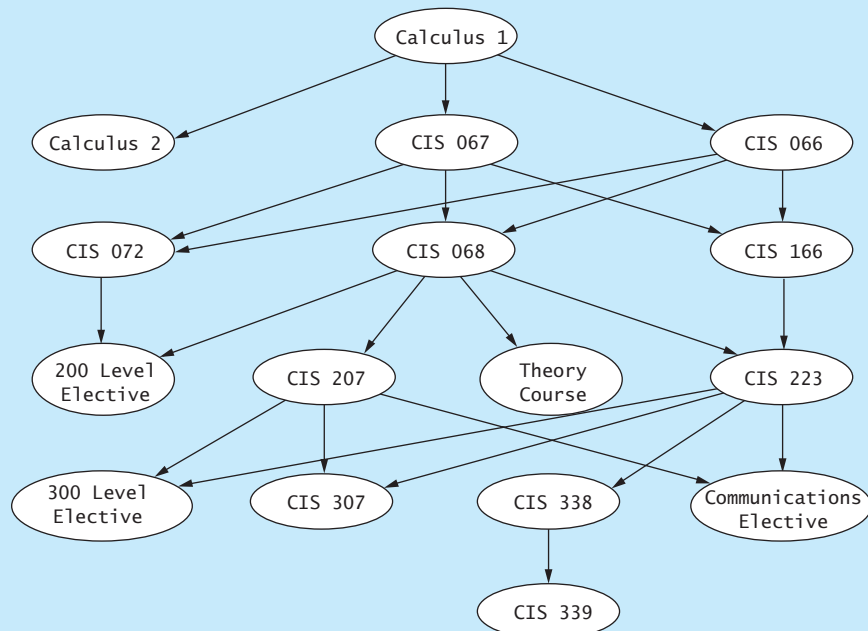 Calculus 1
Calculus 2
CIS 067
CIS 066
CIS 072
CIS 068
CIS 166
200 Level
Elective
CIS 207
Theory
Course
CIS 223
300 Level
Elective
CIS 307
CIS 338
Communications
Elective
CIS 339